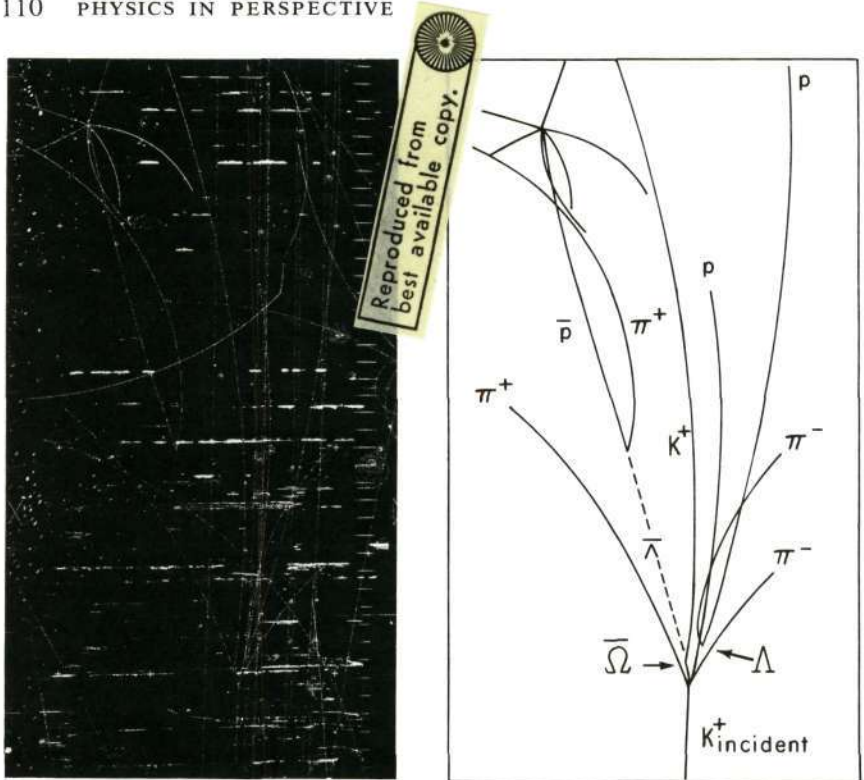 110 PHYSICS IN PERSPECTIVE
Reproduced from
best available copy.
p
p
p̅
π⁺
π⁺
K⁺
π⁻
Λ̅
π⁻
Ω̅
Λ
K⁺incident